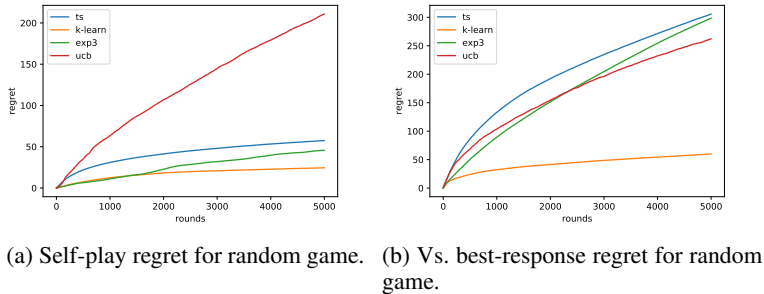 ts
k-learn
exp3
ucb
regret
200
150
100
50
0
0 1000 2000 3000 4000 5000
rounds
(a) Self-play regret for random game.
ts
k-learn
exp3
ucb
regret
300
250
200
150
100
50
0
0 1000 2000 3000 4000 5000
rounds
(b) Vs. best-response regret for random
game.